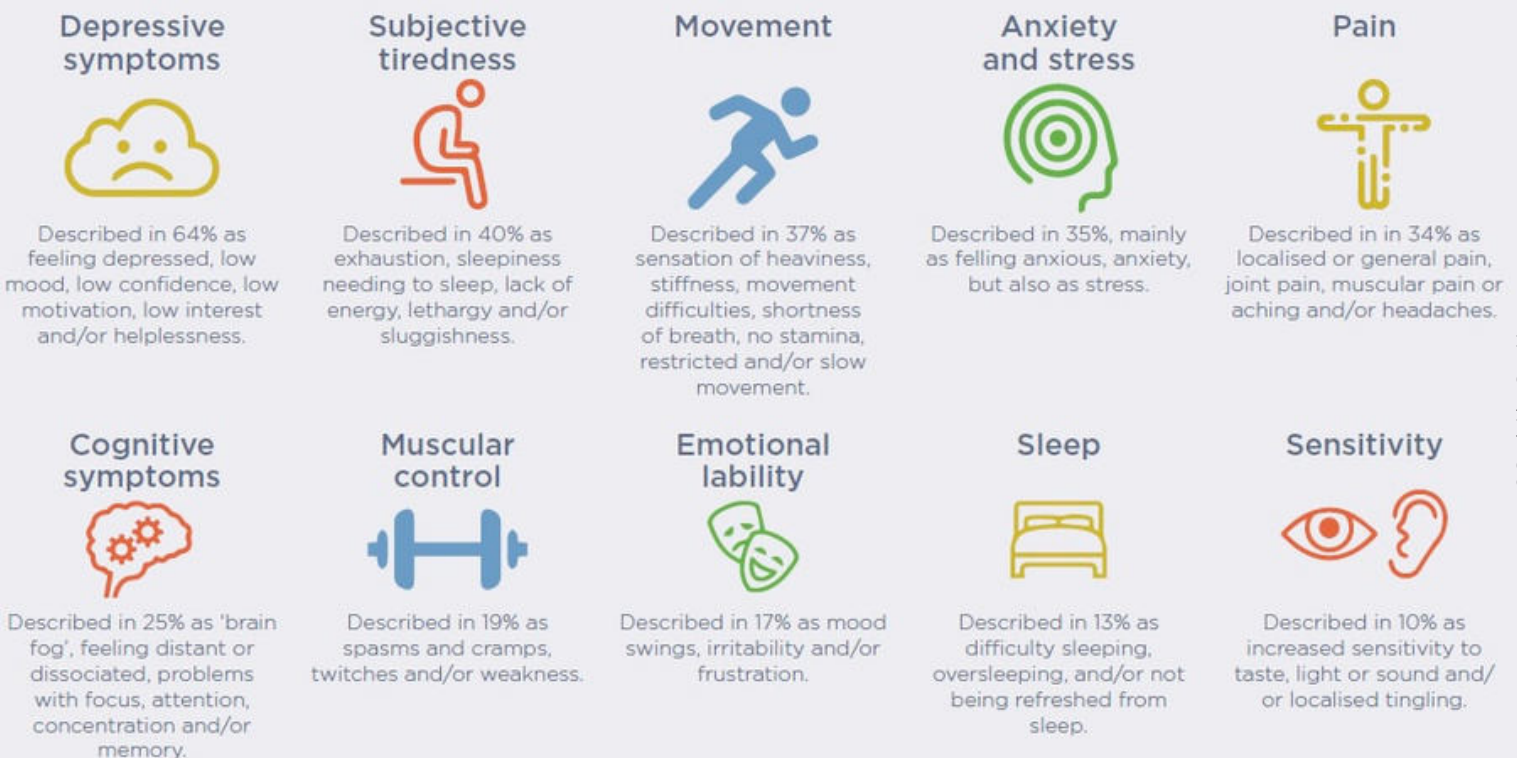 Depressive
symptoms
Described in 64% as
feeling depressed, low
mood, low confidence, low
motivation, low interest
and/or helplessness.
Subjective
tiredness
Described in 40% as
exhaustion, sleepiness
needing to sleep, lack of
energy, lethargy and/or
sluggishness.
Movement
Described in 37% as
sensation of heaviness,
stiffness, movement
difficulties, shortness
of breath, no stamina,
restricted and/or slow
movement.
Anxiety
and stress
Described in 35%, mainly
as felling anxious, anxiety,
but also as stress.
Pain
Described in in 34% as
localised or general pain,
joint pain, muscular pain or
aching and/or headaches.
Cognitive
symptoms
Described in 25% as 'brain
fog', feeling distant or
dissociated, problems
with focus, attention,
concentration and/or
memory.
Muscular
control
Described in 19% as
spasms and cramps,
twitches and/or weakness.
Emotional
lability
Described in 17% as mood
swings, irritability and/or
frustration.
Sleep
Described in 13% as
difficulty sleeping,
oversleeping, and/or not
being refreshed from
sleep.
Sensitivity
Described in 10% as
increased sensitivity to
taste, light or sound and/
or localised tingling.